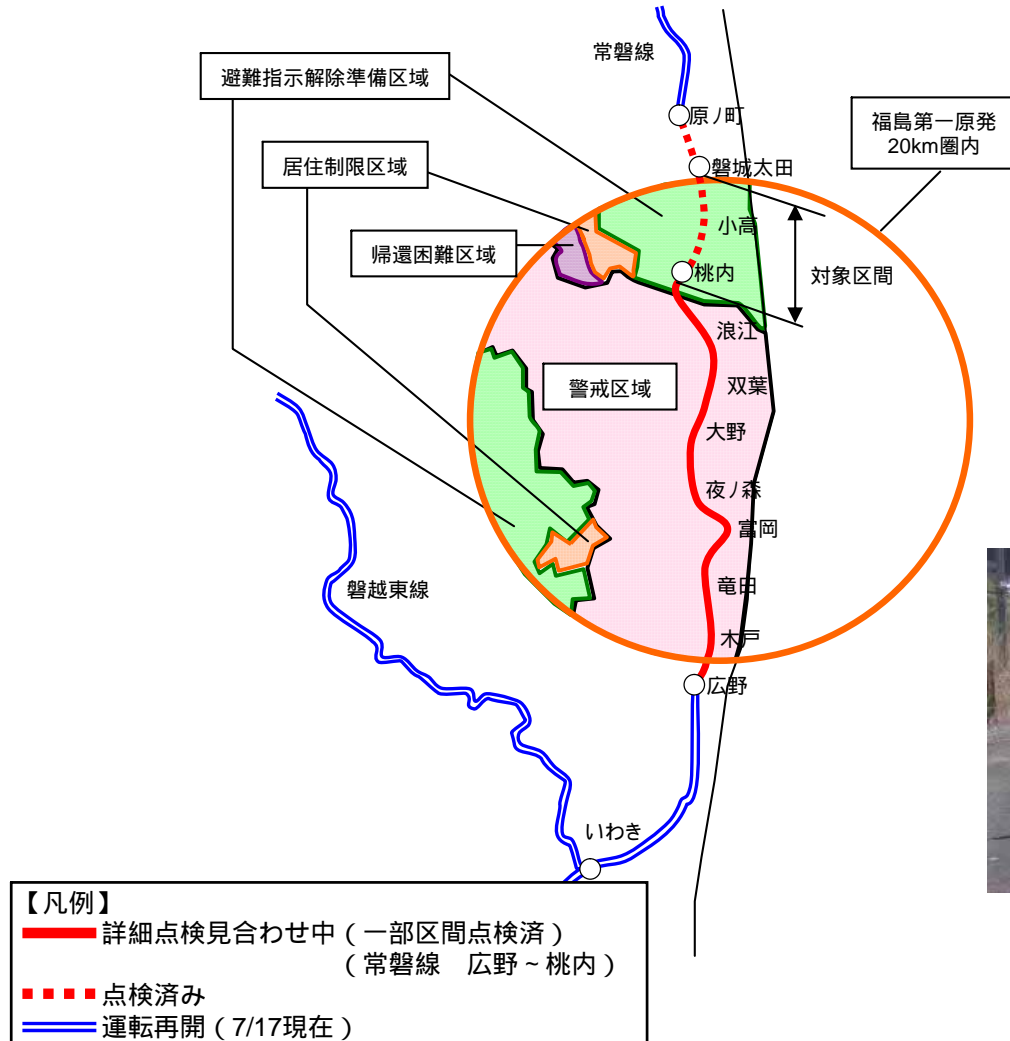 常磐線
避難指示解除準備区域
原ノ町
福島第一原発
20km圏内
居住制限区域
磐城太田
小高
帰還困難区域
桃内
対象区間
浪江
警戒区域
双葉
大野
夜ノ森
富岡
磐越東線
竜田
木戸
広野
いわき
【凡例】
詳細点検見合わせ中（一部区間点検済）
（常磐線　広野～桃内）
点検済み
運転再開（7/17現在）